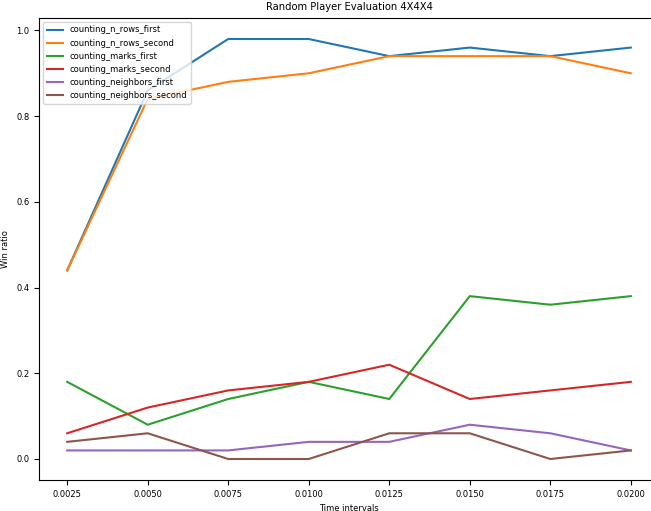 Random Player Evaluation 4X4X4
counting_n_rows_first
counting_n_rows_second
counting_marks_first
counting_marks_second
counting_neighbors_first
counting_neighbors_second
Win ratio
1.0
0.8
0.6
0.4
0.2
0.0
0.0025 0.0050 0.0075 0.0100 0.0125 0.0150 0.0175 0.0200
Time intervals